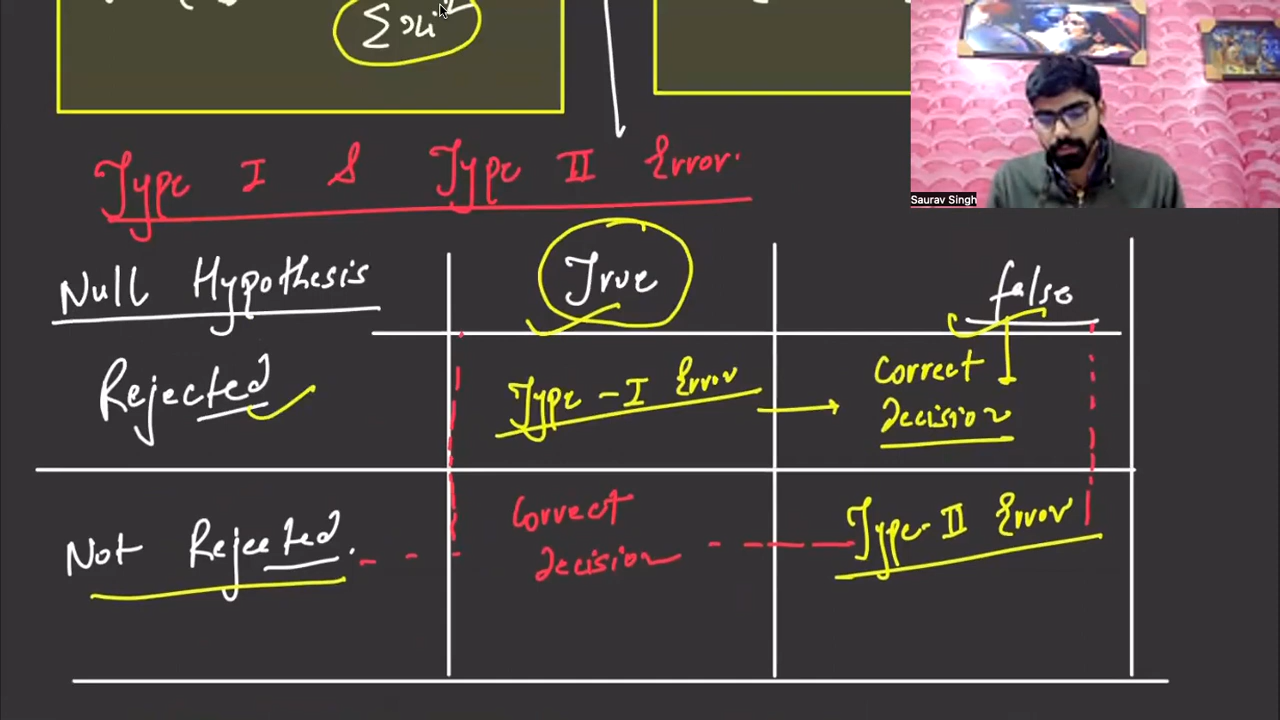 Σ xi²
Type I & Type II Error.
Saurav Singh
Null Hypothesis True false
Rejected Type - I Error Correct decision
Not Rejected. Correct decision Type - II Error